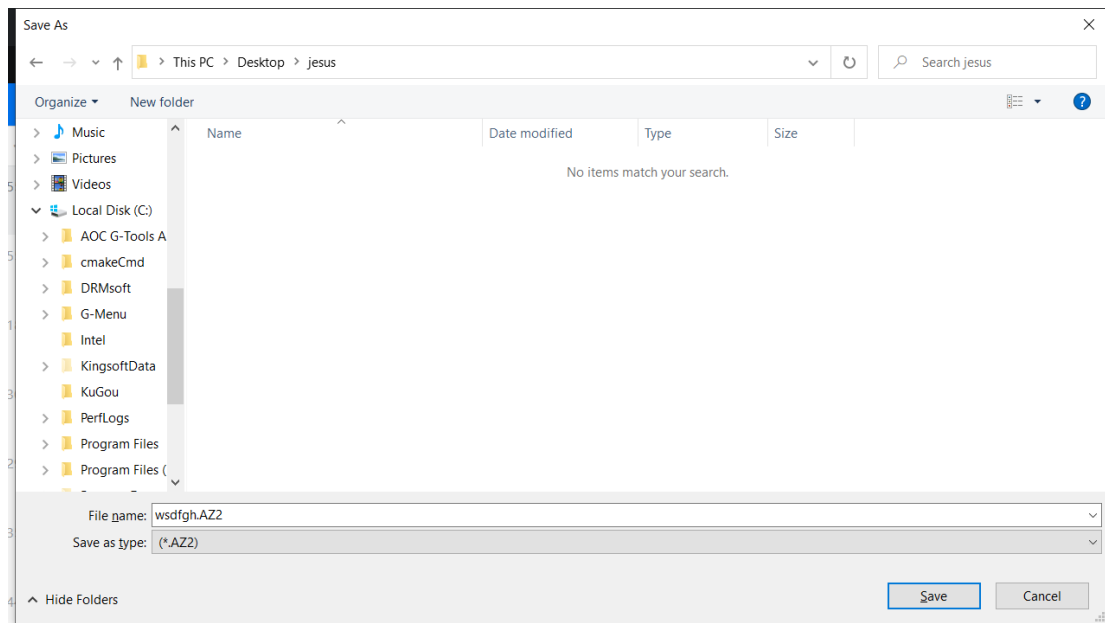 Save As
This PC > Desktop > jesus
Search jesus
Organize
New folder
Name
Date modified
Type
Size
No items match your search.
Music
Pictures
Videos
Local Disk (C:)
AOC G-Tools A
cmakeCmd
DRMsoft
G-Menu
Intel
KingsoftData
KuGou
PerfLogs
Program Files
Program Files (
File name: wsdfgh.AZ2
Save as type: (*.AZ2)
Hide Folders
Save
Cancel